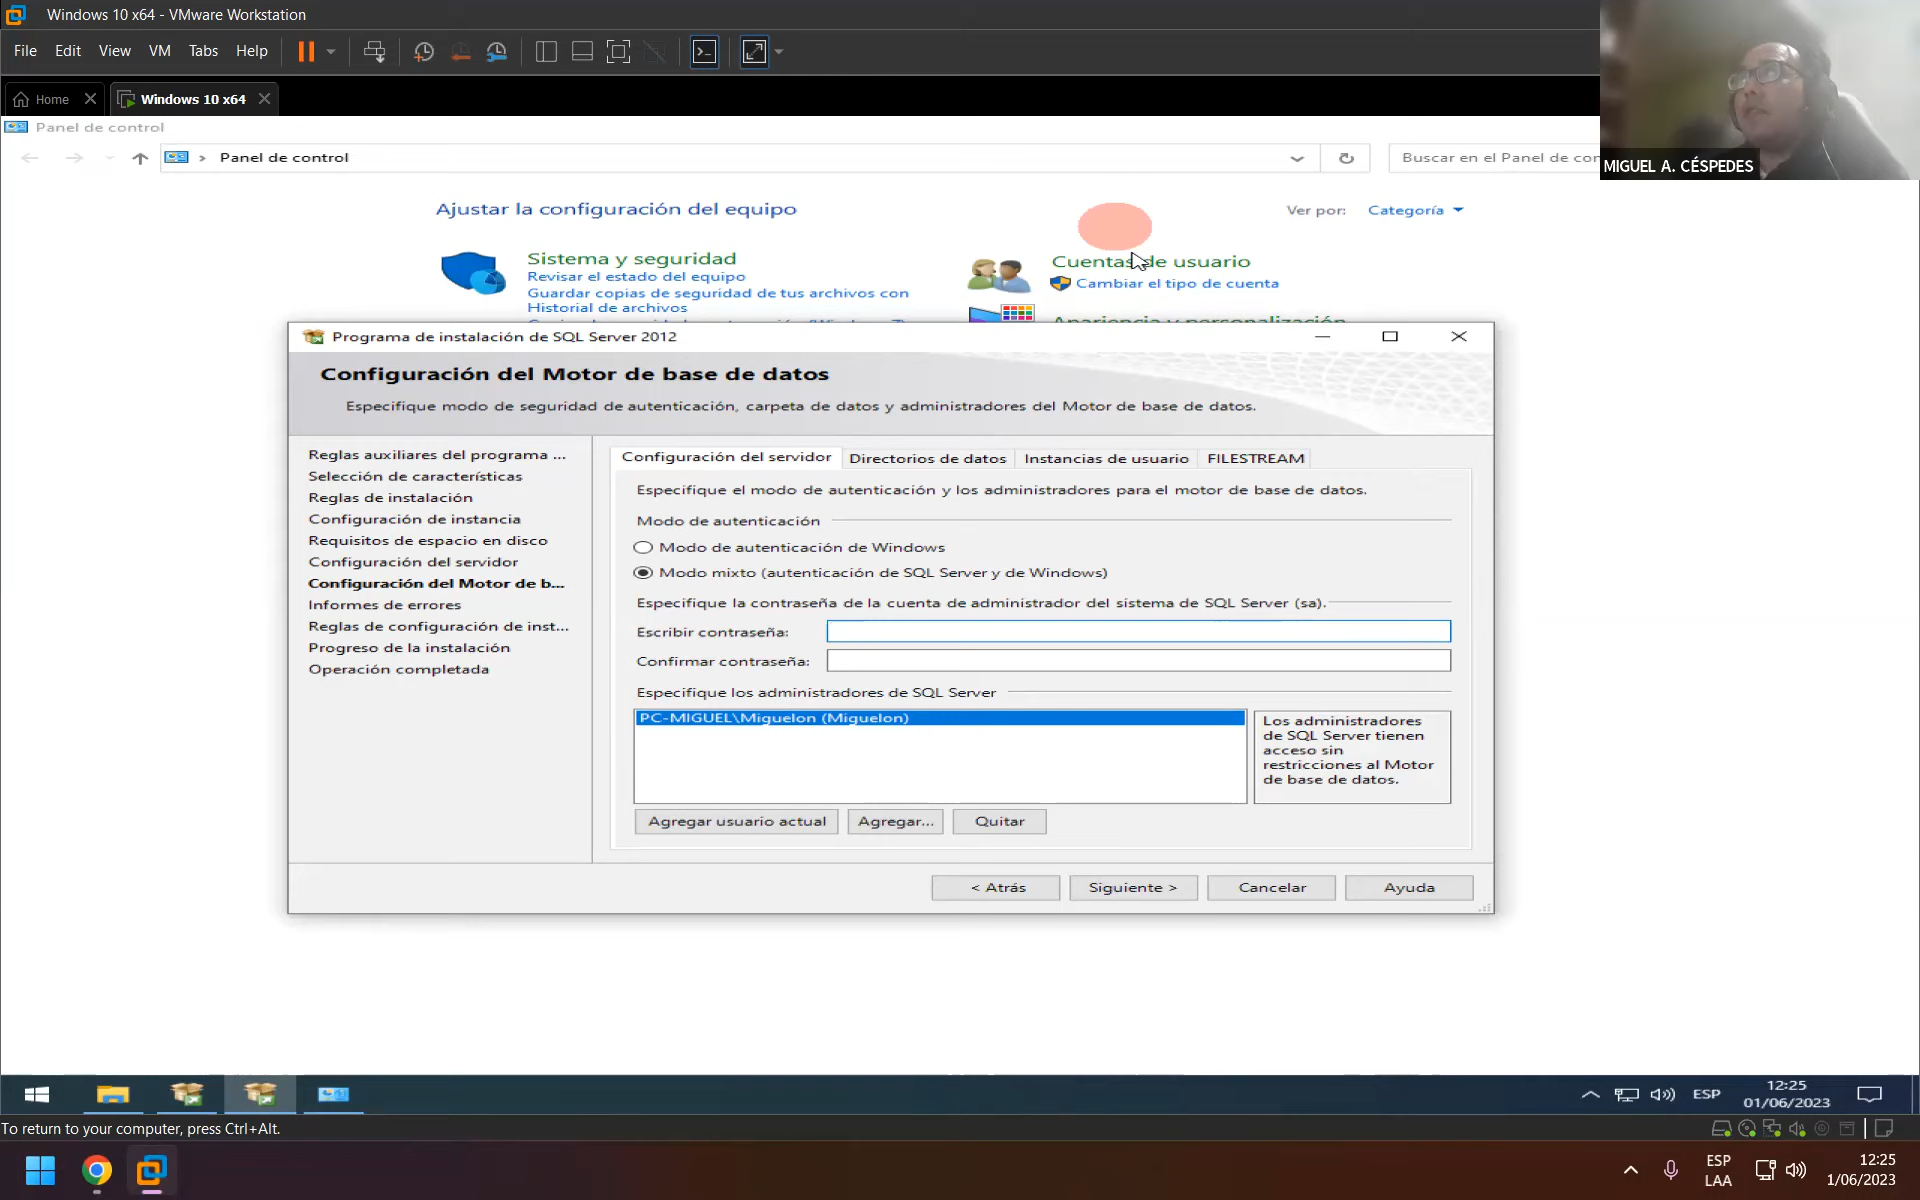 Windows 10 x64 - VMware Workstation
File Edit View VM Tabs Help
Home
Windows 10 x64
MIGUEL A. CÉSPEDES
Panel de control
Panel de control
Buscar en el Panel de cor
Ajustar la configuración del equipo
Ver por: Categoría
Sistema y seguridad
Revisar el estado del equipo
Guardar copias de seguridad de tus archivos con
Historial de archivos
Cuentas de usuario
Cambiar el tipo de cuenta
Apariencia y personalización
Programa de instalación de SQL Server 2012
Configuración del Motor de base de datos
Especifique modo de seguridad de autenticación, carpeta de datos y administradores del Motor de base de datos.
Reglas auxiliares del programa ...
Selección de características
Reglas de instalación
Configuración de instancia
Requisitos de espacio en disco
Configuración del servidor
Configuración del Motor de b...
Informes de errores
Reglas de configuración de inst...
Progreso de la instalación
Operación completada
Configuración del servidor Directorios de datos Instancias de usuario FILESTREAM
Especifique el modo de autenticación y los administradores para el motor de base de datos.
Modo de autenticación
Modo de autenticación de Windows
Modo mixto (autenticación de SQL Server y de Windows)
Especifique la contraseña de la cuenta de administrador del sistema de SQL Server (sa).
Escribir contraseña:
Confirmar contraseña:
Especifique los administradores de SQL Server
PC-MIGUEL\Miguelon (Miguelon)
Los administradores
de SQL Server tienen
acceso sin
restricciones al Motor
de base de datos.
Agregar usuario actual Agregar... Quitar
< Atrás Siguiente > Cancelar Ayuda
ESP
12:25
01/06/2023
To return to your computer, press Ctrl+Alt.
ESP
LAA
12:25
1/06/2023